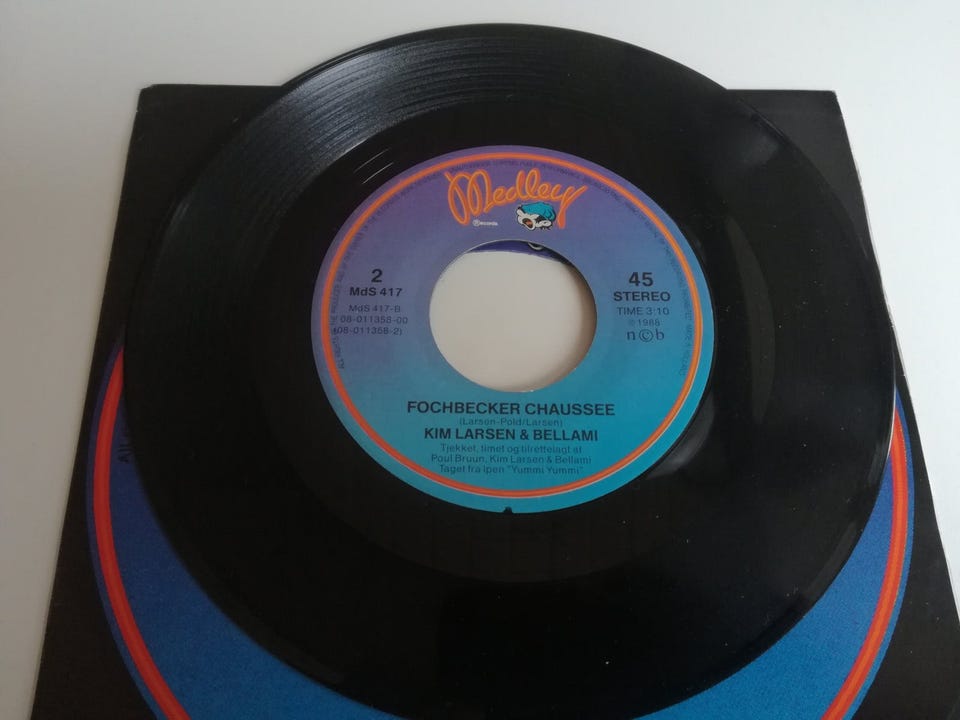 Medley
Records
2
MdS 417
MdS 417-B
08-011358-00
(08-011358-2)
45
STEREO
TIME 3:10
℗ 1988
n©b
FOCHBECKER CHAUSSEE
(Larsen-Pold/Larsen)
KIM LARSEN & BELLAMI
Tjekket, timet og tilrettelagt af
Poul Bruun, Kim Larsen & Bellami
Taget fra lpen "Yummi Yummi"